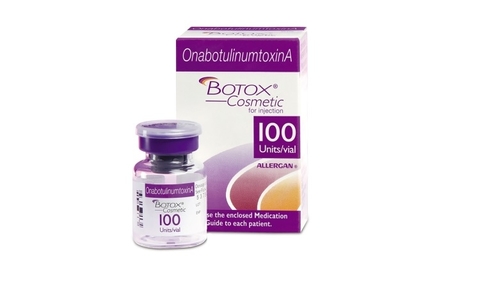 OnabotulinumtoxinA
BOTOX®
Cosmetic
for injection
100
Units/vial
ALLERGAN®
se the enclosed Medication
Guide to each patient.
OnabotulinumtoxinA
BOTOX®
Cosmetic
100
Units/vial